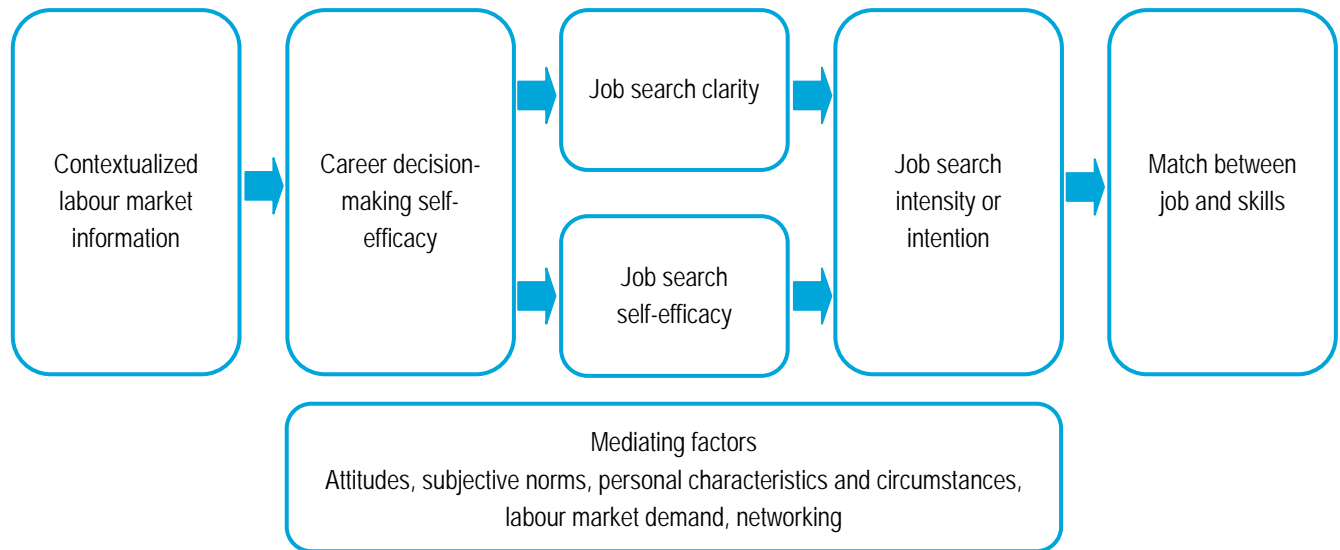 Contextualized
labour market
information
Career decision-
making self-
efficacy
Job search clarity
Job search
self-efficacy
Job search
intensity or
intention
Match between
job and skills
Mediating factors
Attitudes, subjective norms, personal characteristics and circumstances,
labour market demand, networking